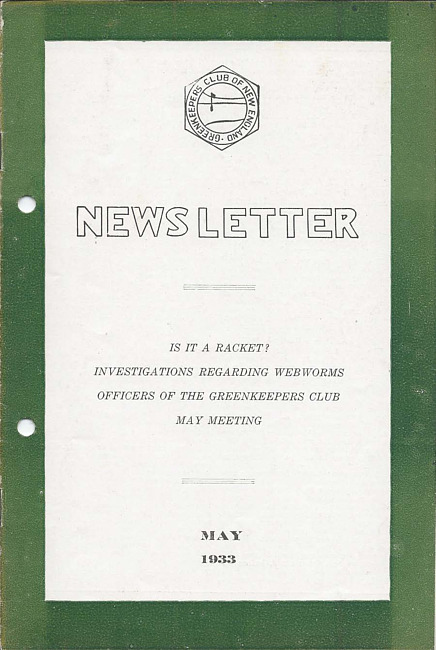 GREENKEEPERS CLUB OF NEW ENGLAND
NEWS LETTER
IS IT A RACKET?
INVESTIGATIONS REGARDING WEBWORMS
OFFICERS OF THE GREENKEEPERS CLUB
MAY MEETING
MAY
1933